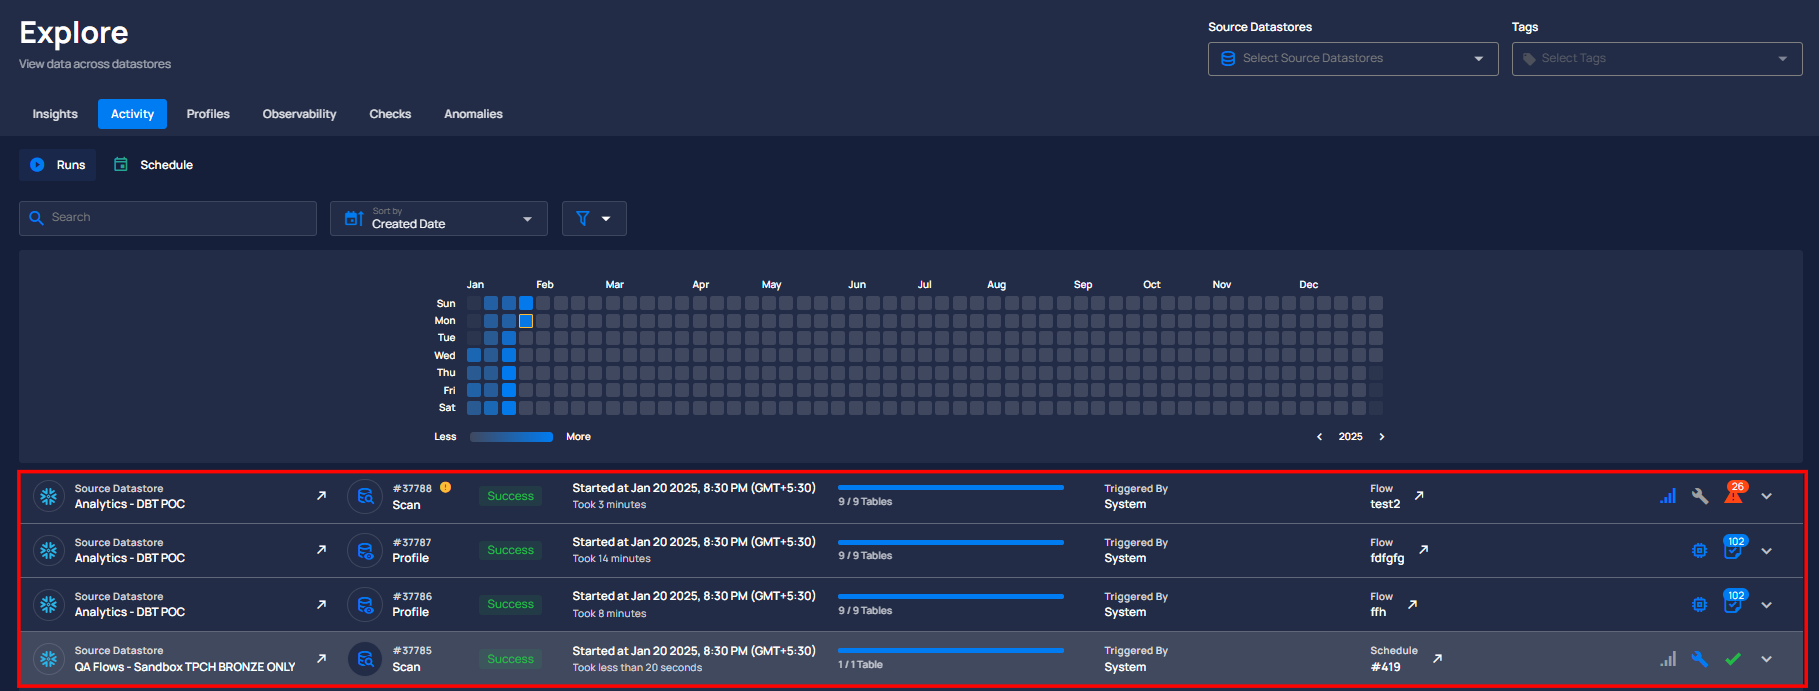 Explore
View data across datastores
Source Datastores
Select Source Datastores
Tags
Select Tags
Insights
Activity
Profiles
Observability
Checks
Anomalies
Runs
Schedule
Search
Sort by
Created Date
Jan Feb Mar Apr May Jun Jul Aug Sep Oct Nov Dec
Sun
Mon
Tue
Wed
Thu
Fri
Sat
Less More
2025
Source Datastore
Analytics - DBT POC
#37788
Scan
Success
Started at Jan 20 2025, 8:30 PM (GMT+5:30)
Took 3 minutes
9 / 9 Tables
Triggered By
System
Flow
test2
26
Source Datastore
Analytics - DBT POC
#37787
Profile
Success
Started at Jan 20 2025, 8:30 PM (GMT+5:30)
Took 14 minutes
9 / 9 Tables
Triggered By
System
Flow
fdfgfg
102
Source Datastore
Analytics - DBT POC
#37786
Profile
Success
Started at Jan 20 2025, 8:30 PM (GMT+5:30)
Took 8 minutes
9 / 9 Tables
Triggered By
System
Flow
ffh
102
Source Datastore
QA Flows - Sandbox TPCH BRONZE ONLY
#37785
Scan
Success
Started at Jan 20 2025, 8:30 PM (GMT+5:30)
Took less than 20 seconds
1 / 1 Table
Triggered By
System
Schedule
#419